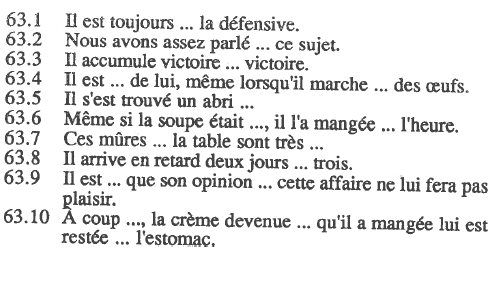 63.1 Il est toujours ... la défensive.
63.2 Nous avons assez parlé ... ce sujet.
63.3 Il accumule victoire ... victoire.
63.4 Il est ... de lui, même lorsqu'il marche ... des œufs.
63.5 Il s'est trouvé un abri ...
63.6 Même si la soupe était ..., il l'a mangée ... l'heure.
63.7 Ces mûres ... la table sont très ...
63.8 Il arrive en retard deux jours ... trois.
63.9 Il est ... que son opinion ... cette affaire ne lui fera pas
plaisir.
63.10 À coup ..., la crème devenue ... qu'il a mangée lui est
restée ... l'estomac.